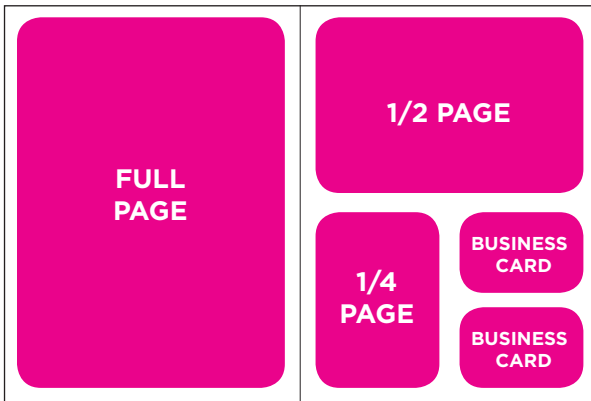 FULL
PAGE
1/2 PAGE
1/4
PAGE
BUSINESS
CARD
BUSINESS
CARD